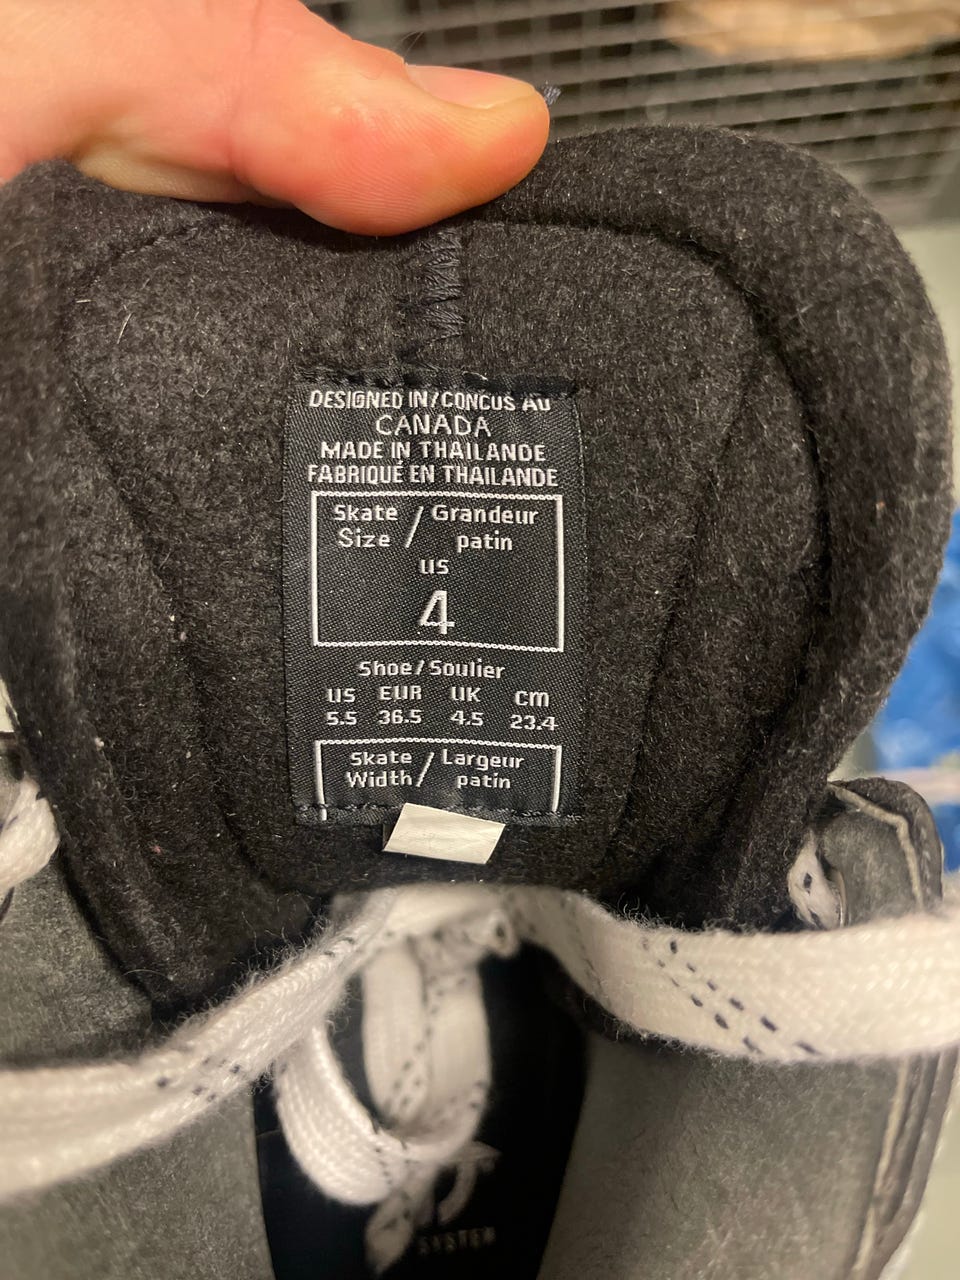 DESIGNED IN/CONCUS AU
CANADA
MADE IN THAILANDE
FABRIQUÉ EN THAILANDE
Skate / Grandeur
Size / patin
US
4
Shoe/Soulier
US EUR UK cm
5.5 36.5 4.5 23.4
Skate / Largeur
Width / patin
SYSTEM